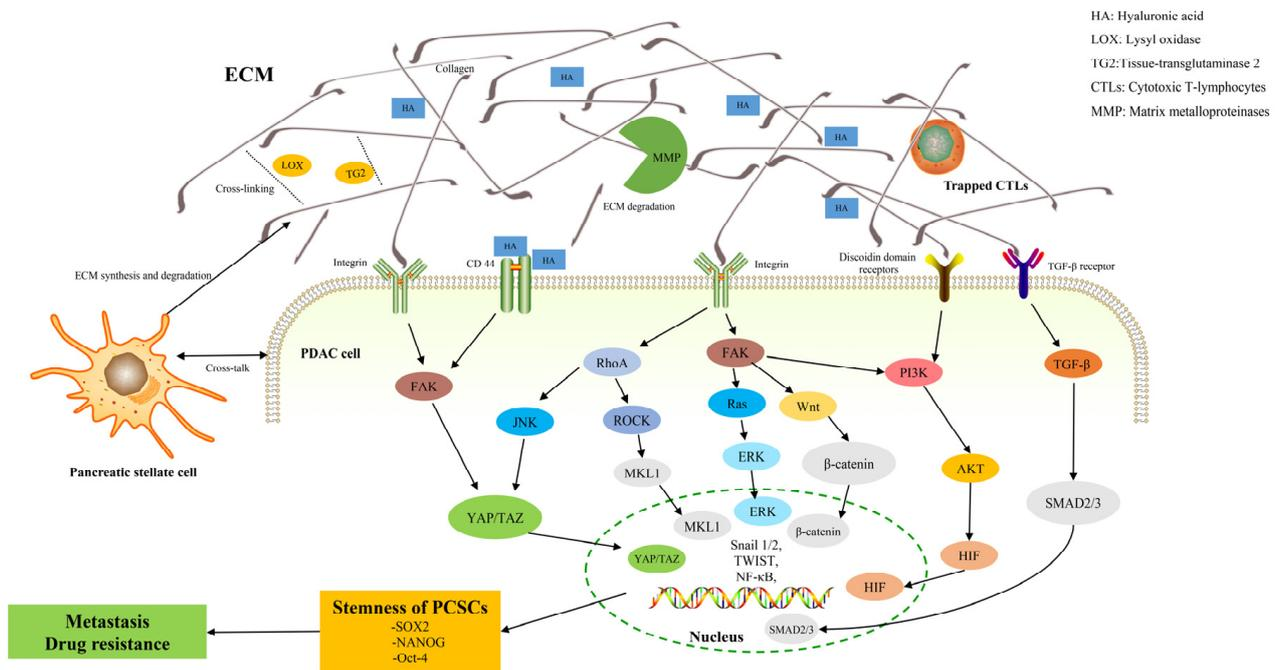 HA: Hyaluronic acid
LOX: Lysyl oxidase
TG2:Tissue-transglutaminase 2
CTLs: Cytotoxic T-lymphocytes
MMP: Matrix metalloproteinases
ECM
Collagen
HA
HA
HA
HA
HA
MMP
LOX
TG2
Cross-linking
ECM degradation
Trapped CTLs
ECM synthesis and degradation
Integrin
CD 44
HA
HA
Integrin
Discoidin domain
receptors
TGF-β receptor
PDAC cell
Cross-talk
Pancreatic stellate cell
FAK
RhoA
FAK
PI3K
TGF-β
JNK
ROCK
Ras
Wnt
MKL1
ERK
β-catenin
AKT
SMAD2/3
YAP/TAZ
MKL1
ERK
β-catenin
YAP/TAZ
Snail 1/2,
TWIST,
NF-κB,
HIF
HIF
SMAD2/3
Nucleus
Stemness of PCSCs
-SOX2
-NANOG
-Oct-4
Metastasis
Drug resistance